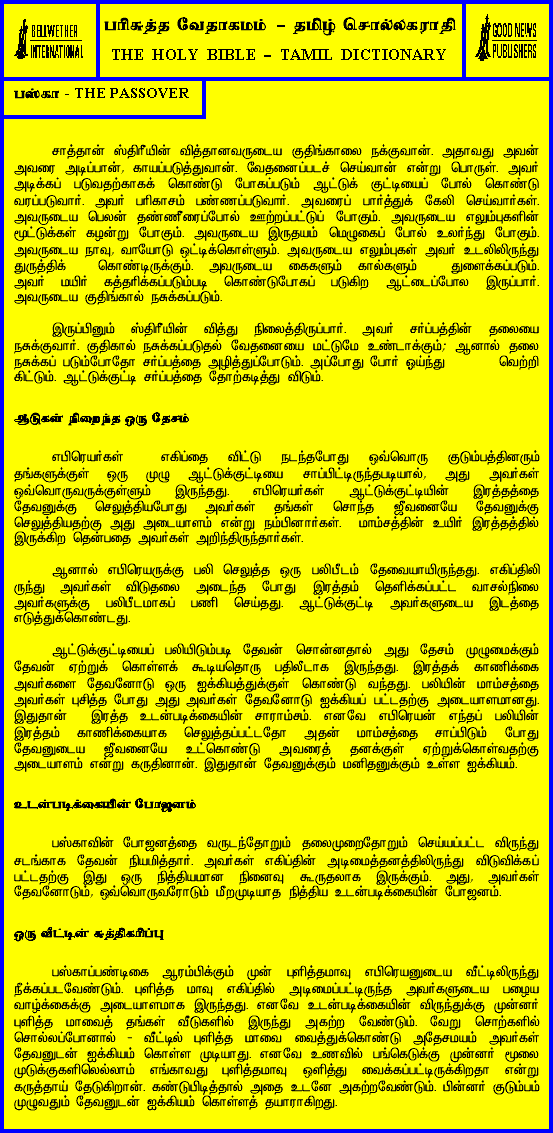 BELLWETHER
INTERNATIONAL
பரிசுத்த வேதாகமம் – தமிழ் சொல்லகராதி
THE HOLY BIBLE – TAMIL DICTIONARY
GOOD NEWS
PUBLISHERS
பஸ்கா - THE PASSOVER
சாத்தான் ஸ்திரீயின் வித்தானவருடைய குதிங்காலை நக்குவான். அதாவது அவன்
அவரை அடிப்பான், காயப்படுத்துவான். வேதனைப்படச் செய்வான் என்று பொருள். அவர்
அடிக்கப் படுவதற்காகக் கொண்டு போகப்படும் ஆட்டுக் குட்டியைப் போல் கொண்டு
வரப்படுவார். அவர் பரிகாசம் பண்ணப்படுவார். அவரைப் பார்த்துக் கேலி செய்வார்கள்.
அவருடைய பெலன் தண்ணீரைப்போல் ஊற்றப்பட்டுப் போகும். அவருடைய எலும்புகளின்
மூட்டுக்கள் கழன்று போகும். அவருடைய இருதயம் மெழுகைப் போல் உலர்ந்து போகும்.
அவருடைய நாவு, வாயோடு ஒட்டிக்கொள்ளும். அவருடைய எலும்புகள் அவர் உடலிலிருந்து
துருத்திக் கொண்டிருக்கும். அவருடைய கைகளும் கால்களும் துளைக்கப்படும்.
அவர் மயிர் கத்தரிக்கப்படும்படி கொண்டுபோகப் படுகிற ஆட்டைப்போல இருப்பார்.
அவருடைய குதிங்கால் நசுக்கப்படும்.
இருப்பினும் ஸ்திரீயின் வித்து நிலைத்திருப்பார். அவர் சர்ப்பத்தின் தலையை
நசுக்குவார். குதிகால் நசுக்கப்படுதல் வேதனையை மட்டுமே உண்டாக்கும்; ஆனால் தலை
நசுக்கப் படும்போதோ சர்ப்பத்தை அழித்துப்போடும். அப்போது போர் ஓய்ந்து வெற்றி
கிட்டும். ஆட்டுக்குட்டி சர்ப்பத்தை தோற்கடித்து விடும்.
ஆடுகள் நிறைந்த ஒரு தேசம்
எபிரெயர்கள் எகிப்தை விட்டு நடந்தபோது ஒவ்வொரு குடும்பத்தினரும்
தங்களுக்குள் ஒரு முழு ஆட்டுக்குட்டியை சாப்பிட்டிருந்தபடியால், அது அவர்கள்
ஒவ்வொருவருக்குள்ளும் இருந்தது. எபிரெயர்கள் ஆட்டுக்குட்டியின் இரத்தத்தை
தேவனுக்கு செலுத்தியபோது அவர்கள் தங்கள் சொந்த ஜீவனையே தேவனுக்கு
செலுத்தியதற்கு அது அடையாளம் என்று நம்பினார்கள். மாம்சத்தின் உயிர் இரத்தத்தில்
இருக்கிற தென்பதை அவர்கள் அறிந்திருந்தார்கள்.
ஆனால் எபிரெயருக்கு பலி செலுத்த ஒரு பலிபீடம் தேவையாயிருந்தது. எகிப்திலி
ருந்து அவர்கள் விடுதலை அடைந்த போது இரத்தம் தெளிக்கப்பட்ட வாசல்நிலை
அவர்களுக்கு பலிபீடமாகப் பணி செய்தது. ஆட்டுக்குட்டி அவர்களுடைய இடத்தை
எடுத்துக்கொண்டது.
ஆட்டுக்குட்டியைப் பலியிடும்படி தேவன் சொன்னதால் அது தேசம் முழுமைக்கும்
தேவன் ஏற்றுக் கொள்ளக் கூடியதொரு பதிலீடாக இருந்தது. இரத்தக் காணிக்கை
அவர்களை தேவனோடு ஒரு ஐக்கியத்துக்குள் கொண்டு வந்தது. பலியின் மாம்சத்தை
அவர்கள் புசித்த போது அது அவர்கள் தேவனோடு ஐக்கியப் பட்டதற்கு அடையாளமானது.
இதுதான் இரத்த உடன்படிக்கையின் சாராம்சம். எனவே எபிரெயன் எந்தப் பலியின்
இரத்தம் காணிக்கையாக செலுத்தப்பட்டதோ அதன் மாம்சத்தை சாப்பிடும் போது
தேவனுடைய ஜீவனையே உட்கொண்டு அவரைத் தனக்குள் ஏற்றுக்கொள்வதற்கு
அடையாளம் என்று கருதினான். இதுதான் தேவனுக்கும் மனிதனுக்கும் உள்ள ஐக்கியம்.
உடன்படிக்கையின் போஜனம்
பஸ்காவின் போஜனத்தை வருடந்தோறும் தலைமுறைதோறும் செய்யப்பட்ட விருந்து
சடங்காக தேவன் நியமித்தார். அவர்கள் எகிப்தின் அடிமைத்தனத்திலிருந்து விடுவிக்கப்
பட்டதற்கு இது ஒரு நித்தியமான நினைவு கூருதலாக இருக்கும். அது, அவர்கள்
தேவனோடும், ஒவ்வொருவரோடும் மீறமுடியாத நித்திய உடன்படிக்கையின் போஜனம்.
ஒரு வீட்டின் சுத்திகரிப்பு
பஸ்காப்பண்டிகை ஆரம்பிக்கும் முன் புளித்தமாவு எபிரெயனுடைய வீட்டிலிருந்து
நீக்கப்படவேண்டும். புளித்த மாவு எகிப்தில் அடிமைப்பட்டிருந்த அவர்களுடைய பழைய
வாழ்க்கைக்கு அடையாளமாக இருந்தது. எனவே உடன்படிக்கையின் விருந்துக்கு முன்னர்
புளித்த மாவைத் தங்கள் வீடுகளில் இருந்து அகற்ற வேண்டும். வேறு சொற்களில்
சொல்லப்போனால் - வீட்டில் புளித்த மாவை வைத்துக்கொண்டு அதேசமயம் அவர்கள்
தேவனுடன் ஐக்கியம் கொள்ள முடியாது. எனவே உணவில் பங்கெடுக்கு முன்னர் மூலை
முடுக்குகளிலெல்லாம் எங்காவது புளித்தமாவு ஒளித்து வைக்கப்பட்டிருக்கிறதா என்று
கருத்தாய் தேடுகிறான். கண்டுபிடித்தால் அதை உடனே அகற்றவேண்டும். பின்னர் குடும்பம்
முழுவதும் தேவனுடன் ஐக்கியம் கொள்ளத் தயாராகிறது.